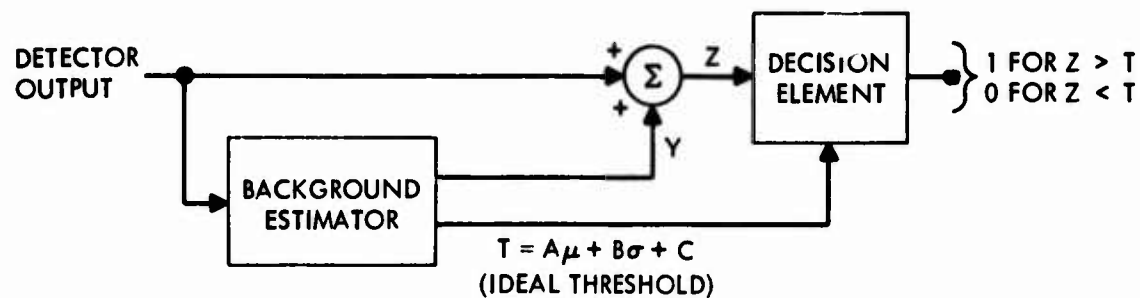 DETECTOR
OUTPUT
+
+
Σ
Z
Y
DECISION
ELEMENT
1 FOR Z > T
0 FOR Z < T
BACKGROUND
ESTIMATOR
T = Aμ + Bσ + C
(IDEAL THRESHOLD)